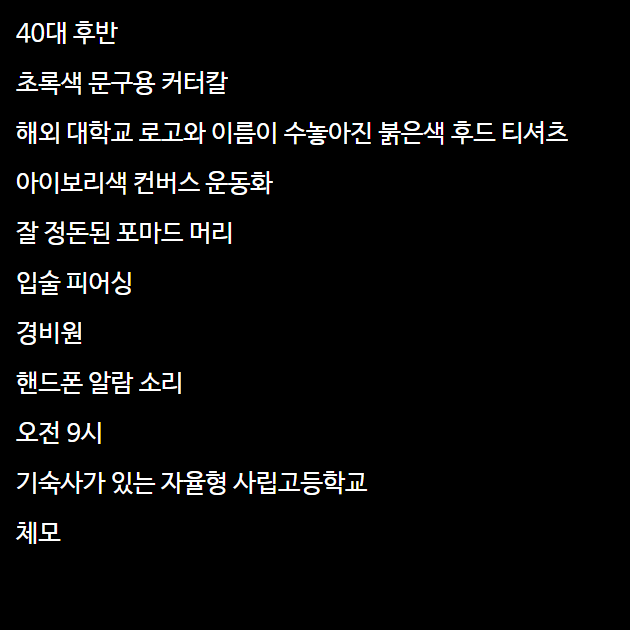 40대 후반
초록색 문구용 커터칼
해외 대학교 로고와 이름이 수놓아진 붉은색 후드 티셔츠
아이보리색 컨버스 운동화
잘 정돈된 포마드 머리
입술 피어싱
경비원
핸드폰 알람 소리
오전 9시
기숙사가 있는 자율형 사립고등학교
체모